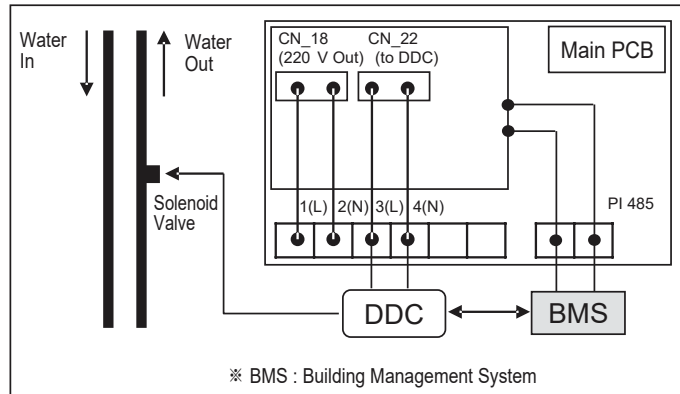 Water
In
Water
Out
CN_18
(220 V Out)
CN_22
(to DDC)
Main PCB
Solenoid
Valve
1(L) 2(N) 3(L) 4(N)
PI 485
DDC
BMS
※ BMS : Building Management System